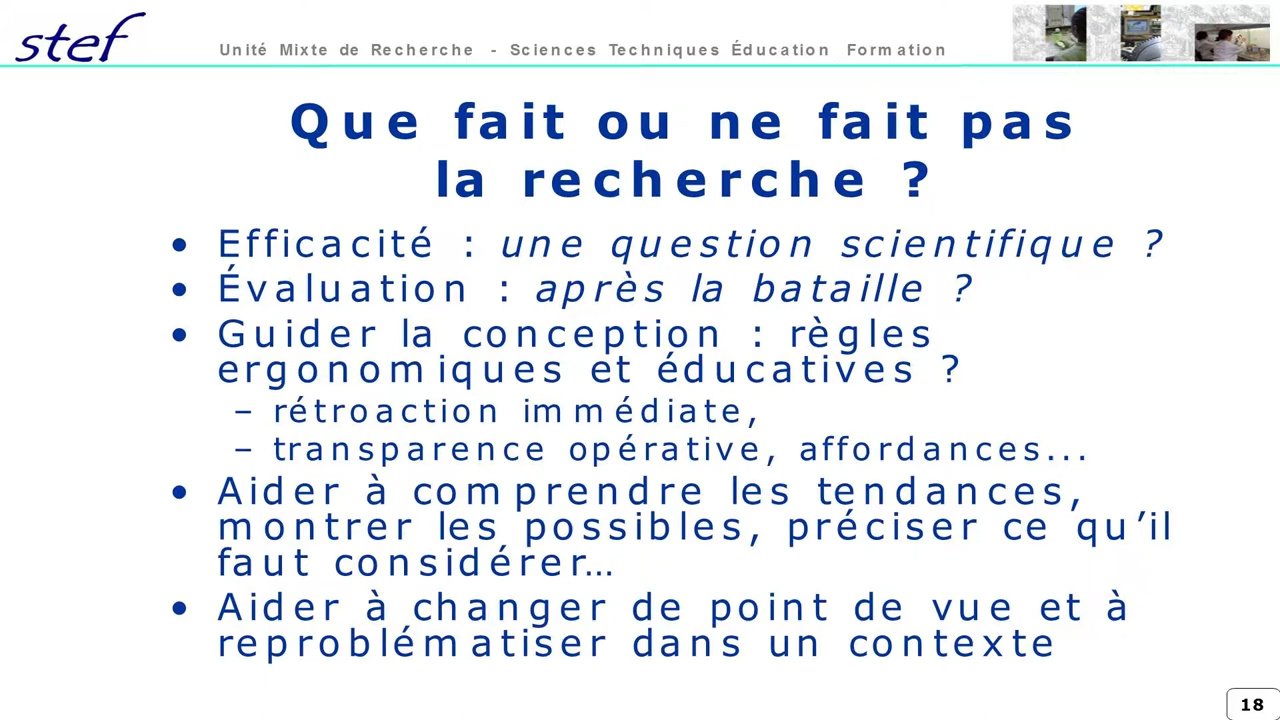 stef
Unité Mixte de Recherche - Sciences Techniques Éducation Formation
Que fait ou ne fait pas
la recherche ?
• Efficacité : une question scientifique ?
• Évaluation : après la bataille ?
• Guider la conception : règles
ergonomiques et éducatives ?
– rétroaction immédiate,
– transparence opérative, affordances...
• Aider à comprendre les tendances,
montrer les possibles, préciser ce qu’il
faut considérer…
• Aider à changer de point de vue et à
reproblématiser dans un contexte
18